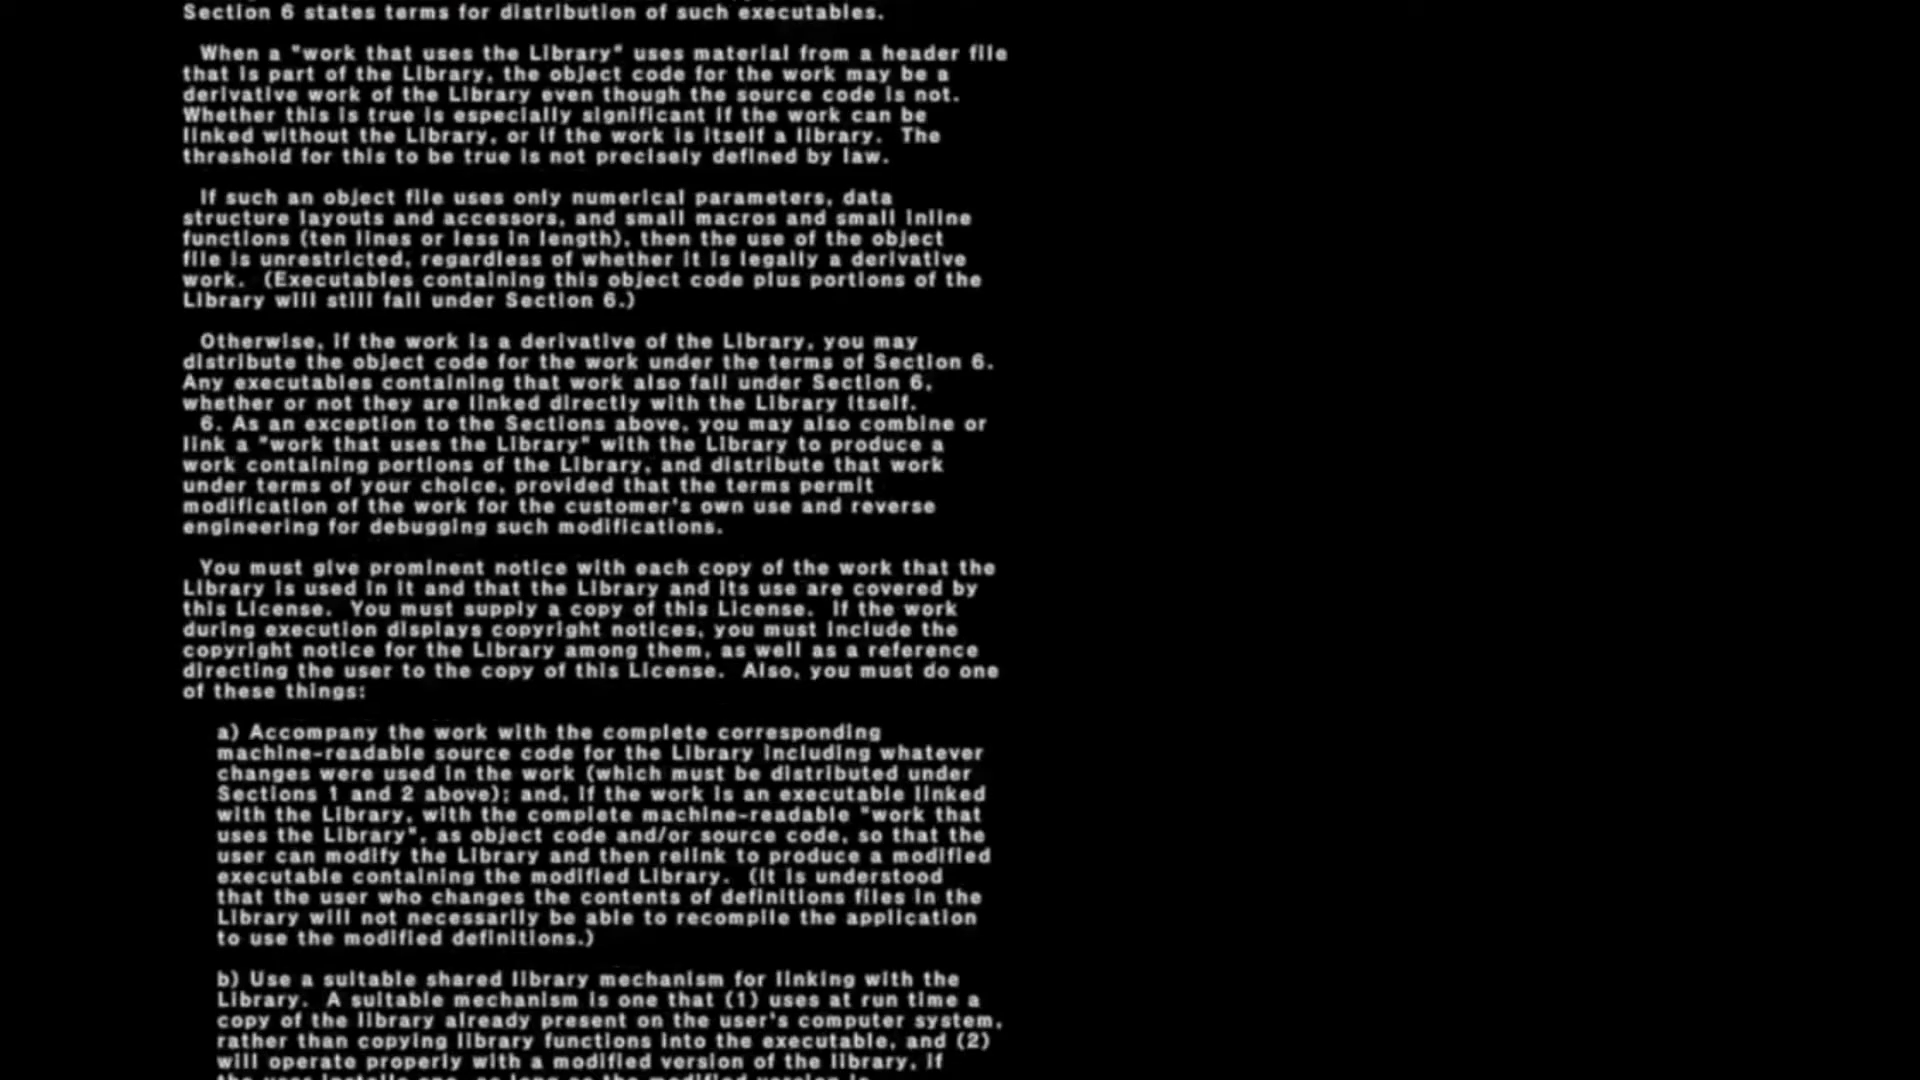 Section 6 states terms for distribution of such executables.
When a "work that uses the Library" uses material from a header file
that is part of the Library, the object code for the work may be a
derivative work of the Library even though the source code is not.
Whether this is true is especially significant if the work can be
linked without the Library, or if the work is itself a library.  The
threshold for this to be true is not precisely defined by law.
If such an object file uses only numerical parameters, data
structure layouts and accessors, and small macros and small inline
functions (ten lines or less in length), then the use of the object
file is unrestricted, regardless of whether it is legally a derivative
work.  (Executables containing this object code plus portions of the
Library will still fall under Section 6.)
Otherwise, if the work is a derivative of the Library, you may
distribute the object code for the work under the terms of Section 6.
Any executables containing that work also fall under Section 6,
whether or not they are linked directly with the Library itself.
6. As an exception to the Sections above, you may also combine or
link a "work that uses the Library" with the Library to produce a
work containing portions of the Library, and distribute that work
under terms of your choice, provided that the terms permit
modification of the work for the customer's own use and reverse
engineering for debugging such modifications.
You must give prominent notice with each copy of the work that the
Library is used in it and that the Library and its use are covered by
this License.  You must supply a copy of this License.  If the work
during execution displays copyright notices, you must include the
copyright notice for the Library among them, as well as a reference
directing the user to the copy of this License.  Also, you must do one
of these things:
a) Accompany the work with the complete corresponding
machine-readable source code for the Library including whatever
changes were used in the work (which must be distributed under
Sections 1 and 2 above); and, if the work is an executable linked
with the Library, with the complete machine-readable "work that
uses the Library", as object code and/or source code, so that the
user can modify the Library and then relink to produce a modified
executable containing the modified Library.  (It is understood
that the user who changes the contents of definitions files in the
Library will not necessarily be able to recompile the application
to use the modified definitions.)
b) Use a suitable shared library mechanism for linking with the
Library.  A suitable mechanism is one that (1) uses at run time a
copy of the library already present on the user's computer system,
rather than copying library functions into the executable, and (2)
will operate properly with a modified version of the library, if